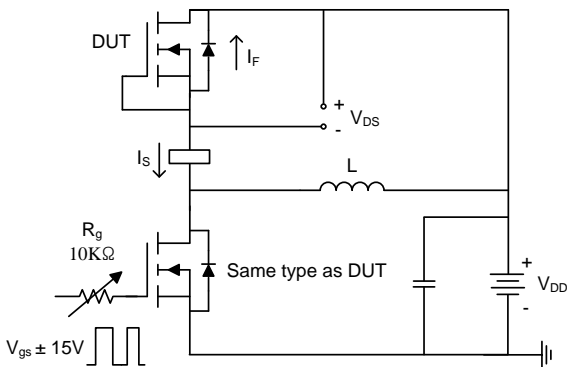 DUT
I_F
+
V_DS
-
I_S
L
R_g
10KΩ
Same type as DUT
+
V_DD
-
V_gs ± 15V